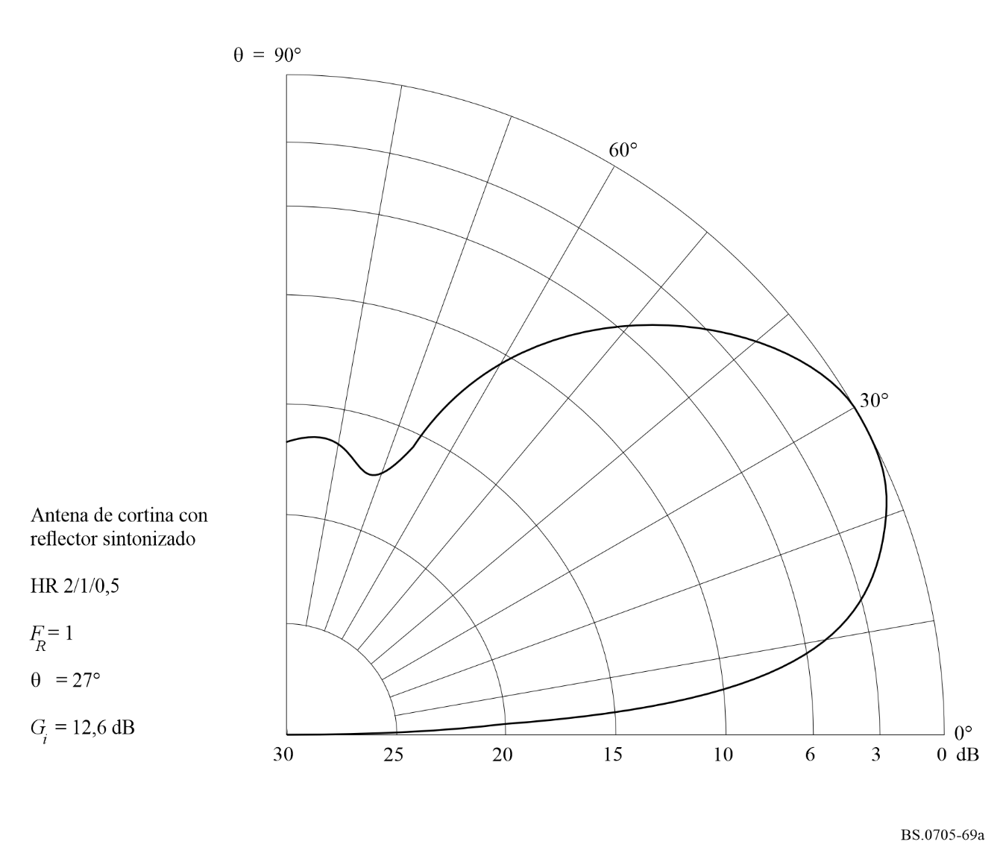 θ = 90°
60°
30°
Antena de cortina con
reflector sintonizado
HR 2/1/0,5
F_R = 1
θ = 27°
G_i = 12,6 dB
0°
30 25 20 15 10 6 3 0 dB
BS.0705-69a